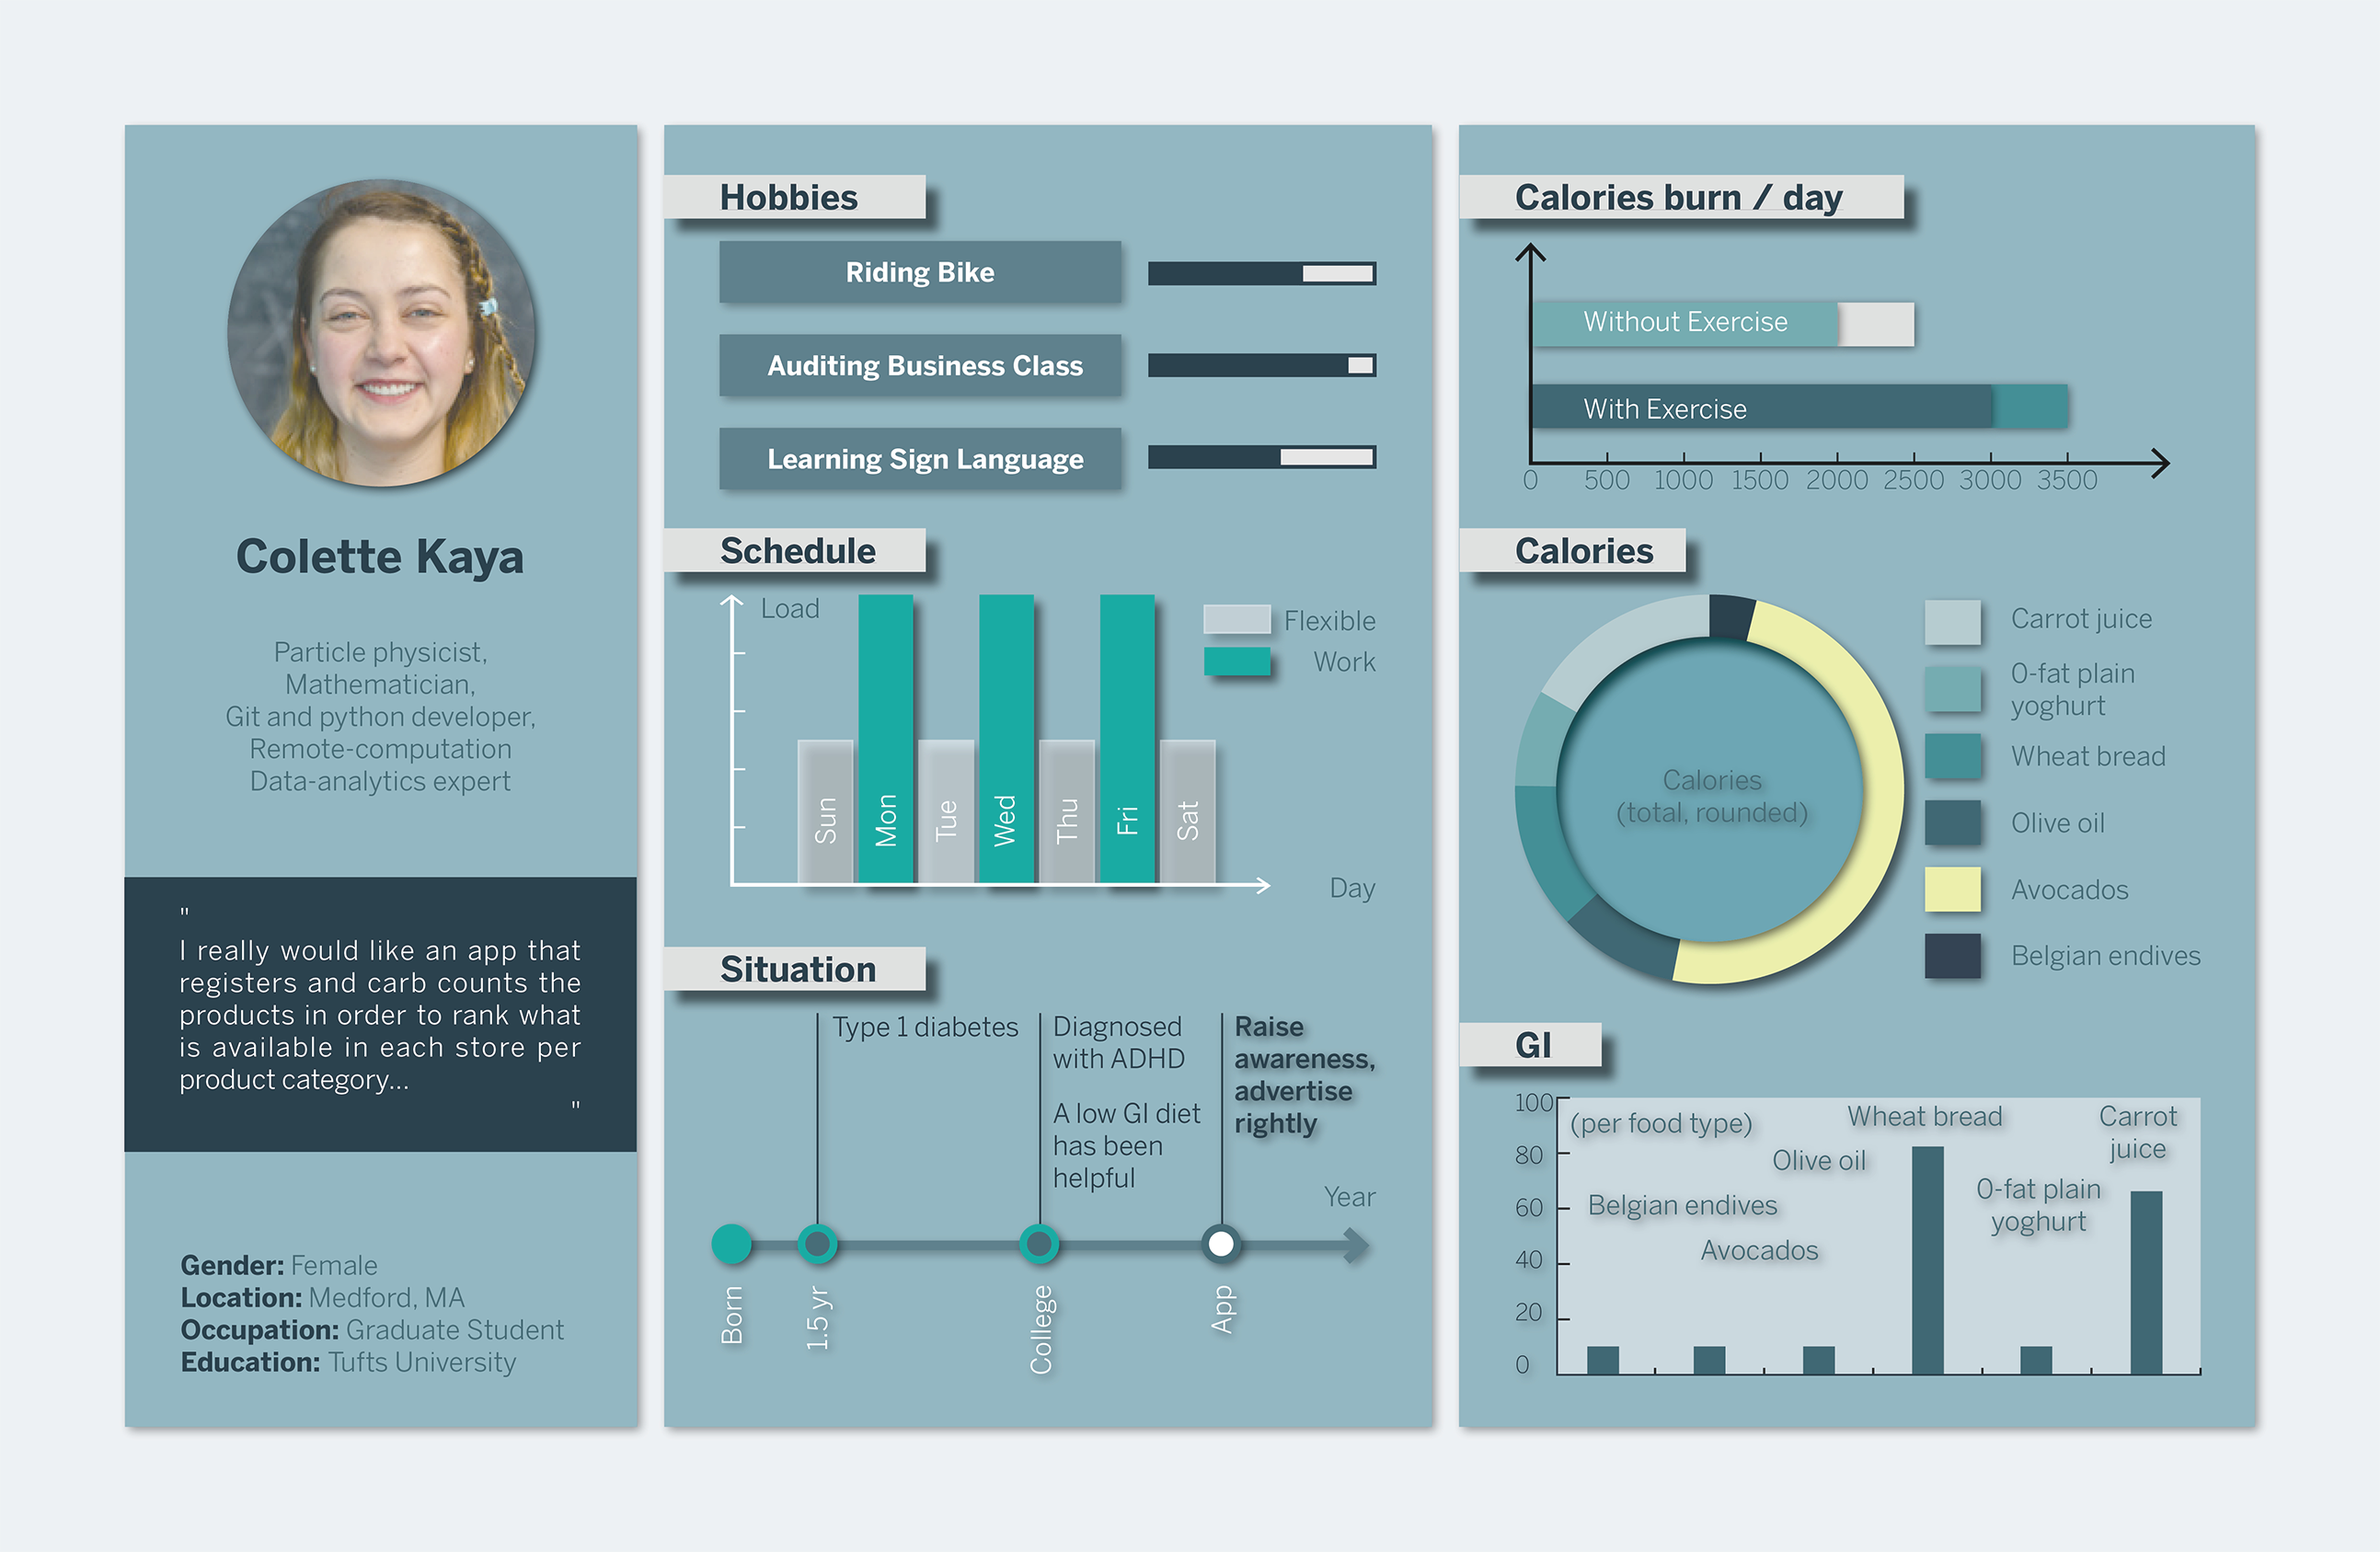 Colette Kaya
Particle physicist,
Mathematician,
Git and python developer,
Remote-computation
Data-analytics expert
"
I really would like an app that
registers and carb counts the
products in order to rank what
is available in each store per
product category...
"
Gender: Female
Location: Medford, MA
Occupation: Graduate Student
Education: Tufts University
Hobbies
Riding Bike
Auditing Business Class
Learning Sign Language
Schedule
Load
Flexible
Work
Sun
Mon
Tue
Wed
Thu
Fri
Sat
Day
Situation
Type 1 diabetes
Diagnosed
with ADHD
A low GI diet
has been
helpful
Raise
awareness,
advertise
rightly
Year
Born
1.5 yr
College
App
Calories burn / day
Without Exercise
With Exercise
0 500 1000 1500 2000 2500 3000 3500
Calories
Calories
(total, rounded)
Carrot juice
0-fat plain
yoghurt
Wheat bread
Olive oil
Avocados
Belgian endives
GI
100
80
60
40
20
0
(per food type)
Belgian endives
Avocados
Olive oil
Wheat bread
0-fat plain
yoghurt
Carrot
juice